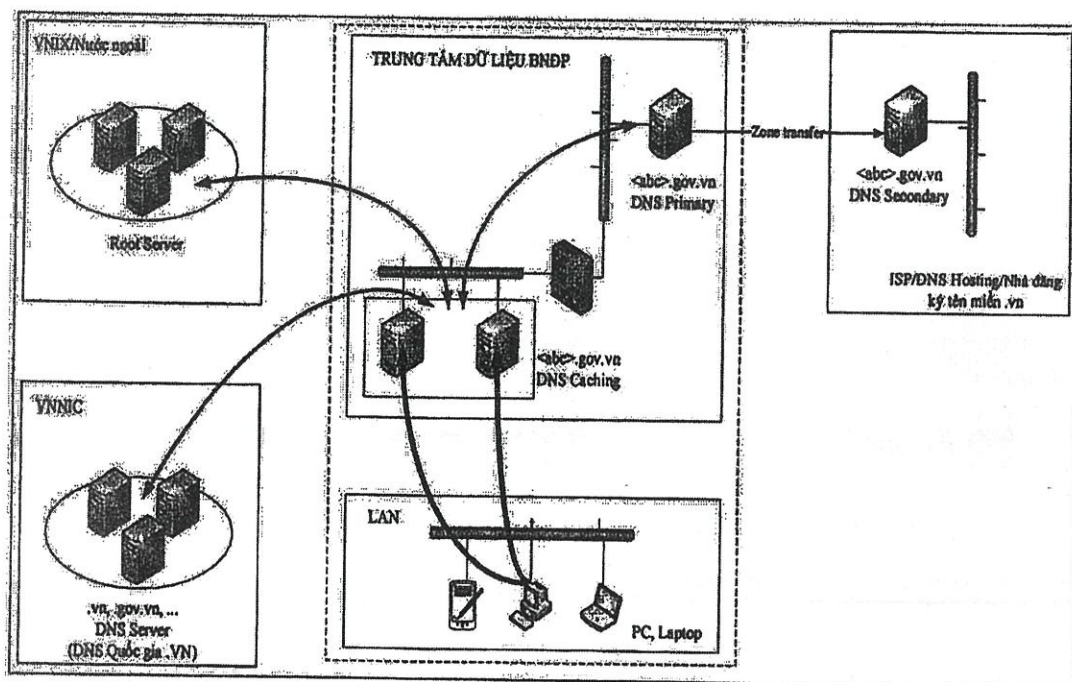 VNIX/Nước ngoài
Root Server
VNNIC
.vn, .gov.vn, ...
DNS Server
(DNS Quốc gia .VN)
TRUNG TÂM DỮ LIỆU BNĐP
<abc>.gov.vn
DNS Primary
<abc>.gov.vn
DNS Caching
LAN
PC, Laptop
Zone transfer
<abc>.gov.vn
DNS Secondary
ISP/DNS Hosting/Nhà đăng
ký tên miền .vn